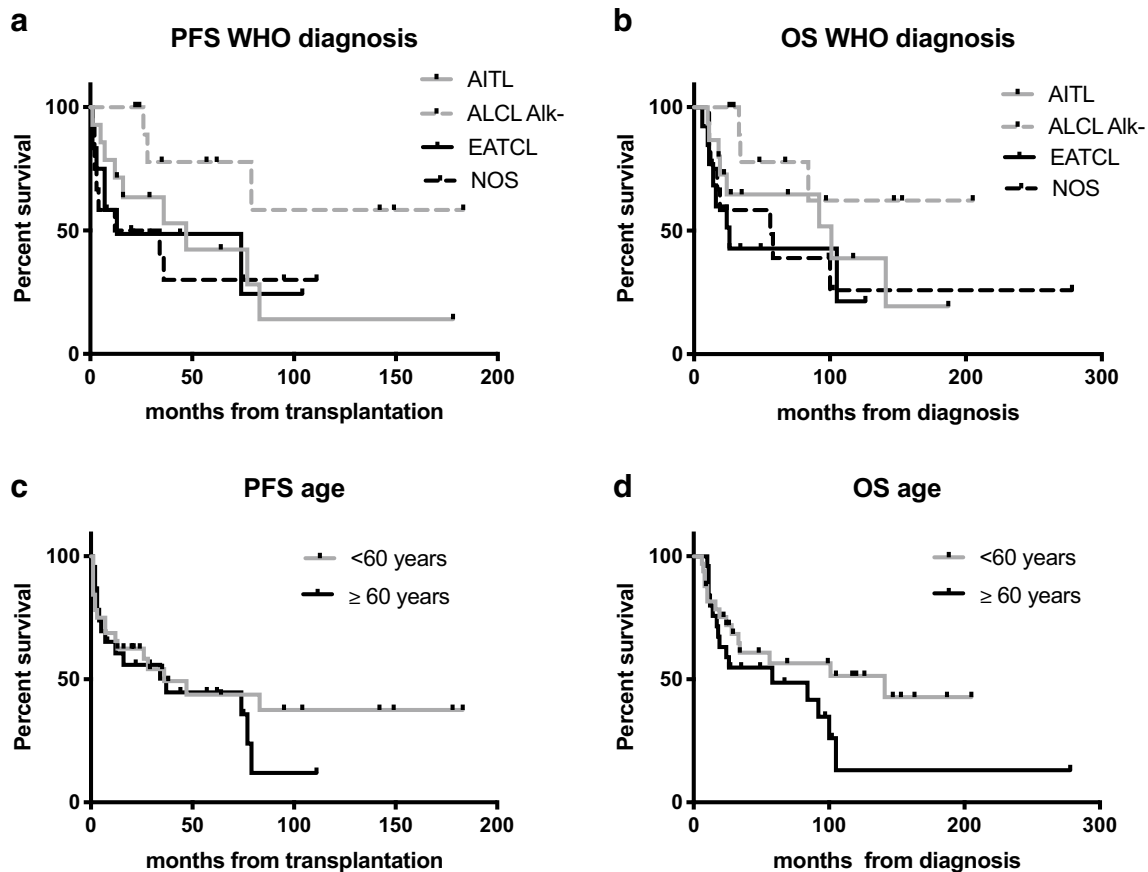 a
PFS WHO diagnosis
AITL
ALCL Alk-
EATCL
NOS
Percent survival
100
50
0
0 50 100 150 200
months from transplantation
b
OS WHO diagnosis
AITL
ALCL Alk-
EATCL
NOS
Percent survival
100
50
0
0 100 200 300
months from diagnosis
c
PFS age
<60 years
≥ 60 years
Percent survival
100
50
0
0 50 100 150 200
months from transplantation
d
OS age
<60 years
≥ 60 years
Percent survival
100
50
0
0 100 200 300
months from diagnosis